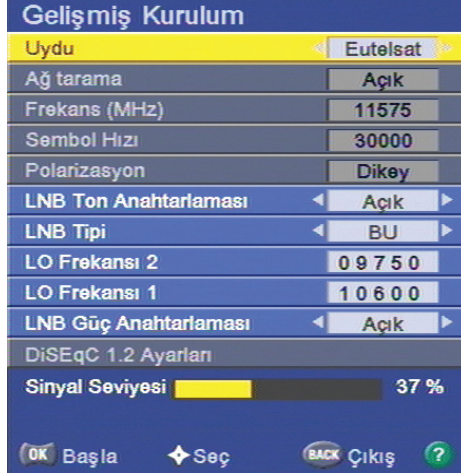 Gelişmiş Kurulum
Uydu Eutelsat
Ağ tarama Açık
Frekans (MHz) 11575
Sembol Hızı 30000
Polarizasyon Dikey
LNB Ton Anahtarlaması Açık
LNB Tipi BU
LO Frekansı 2 09750
LO Frekansı 1 10600
LNB Güç Anahtarlaması Açık
DiSEqC 1.2 Ayarları
Sinyal Seviyesi 37 %
OK Başla Seç BACK Çıkış ?